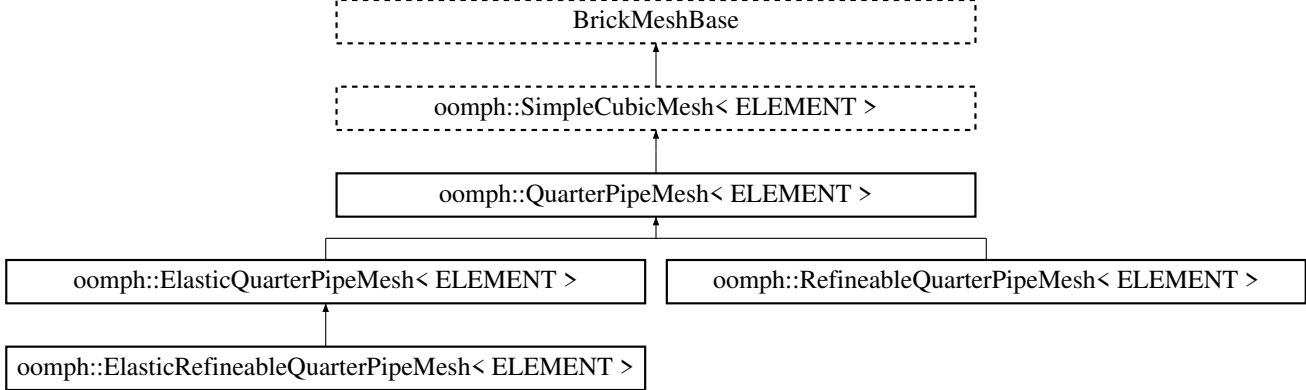 BrickMeshBase
oomph::SimpleCubicMesh< ELEMENT >
oomph::QuarterPipeMesh< ELEMENT >
oomph::ElasticQuarterPipeMesh< ELEMENT >
oomph::RefineableQuarterPipeMesh< ELEMENT >
oomph::ElasticRefineableQuarterPipeMesh< ELEMENT >